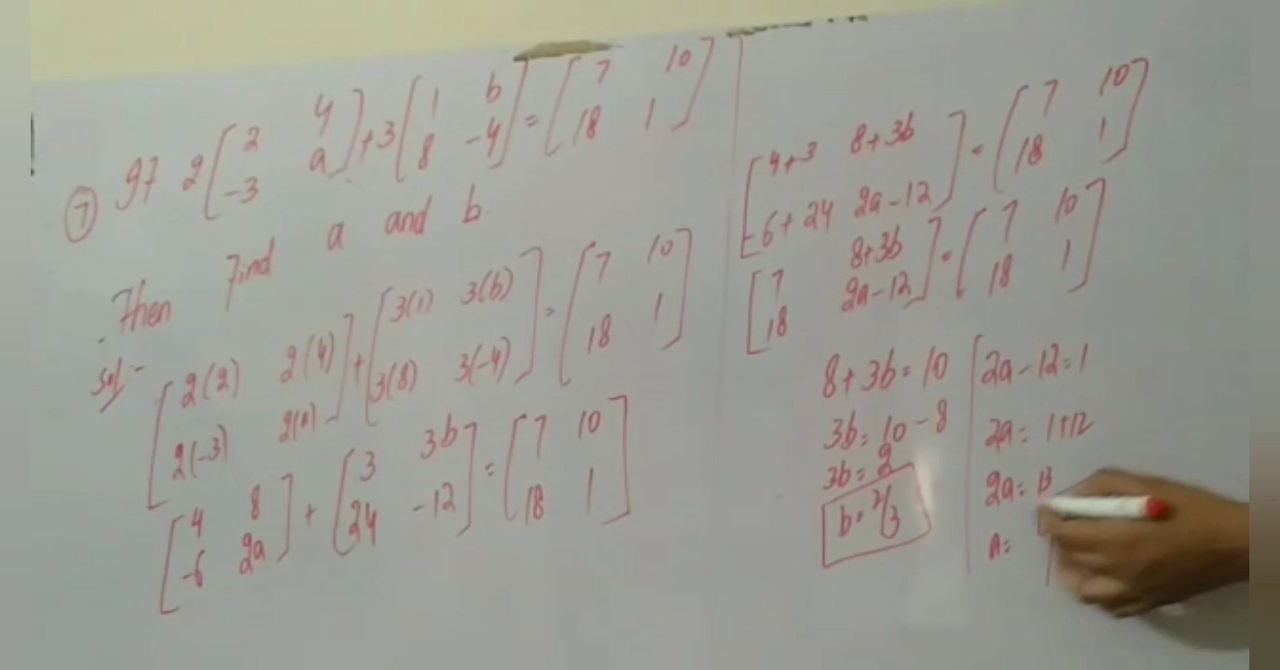 ⑦ If 2[2 4; -3 a] + 3[1 b; 8 -4] = [7 10; 18 1]
Then find a and b
Sol:- [2(2) 2(4); 2(-3) 2(a)] + [3(1) 3(b); 3(8) 3(-4)] = [7 10; 18 1]
[4 8; -6 2a] + [3 3b; 24 -12] = [7 10; 18 1]
[4+3 8+3b; -6+24 2a-12] = [7 10; 18 1]
[7 8+3b; 18 2a-12] = [7 10; 18 1]
8+3b=10
3b=10-8
3b=2
b=2/3
2a-12=1
2a=1+12
2a=13
a=